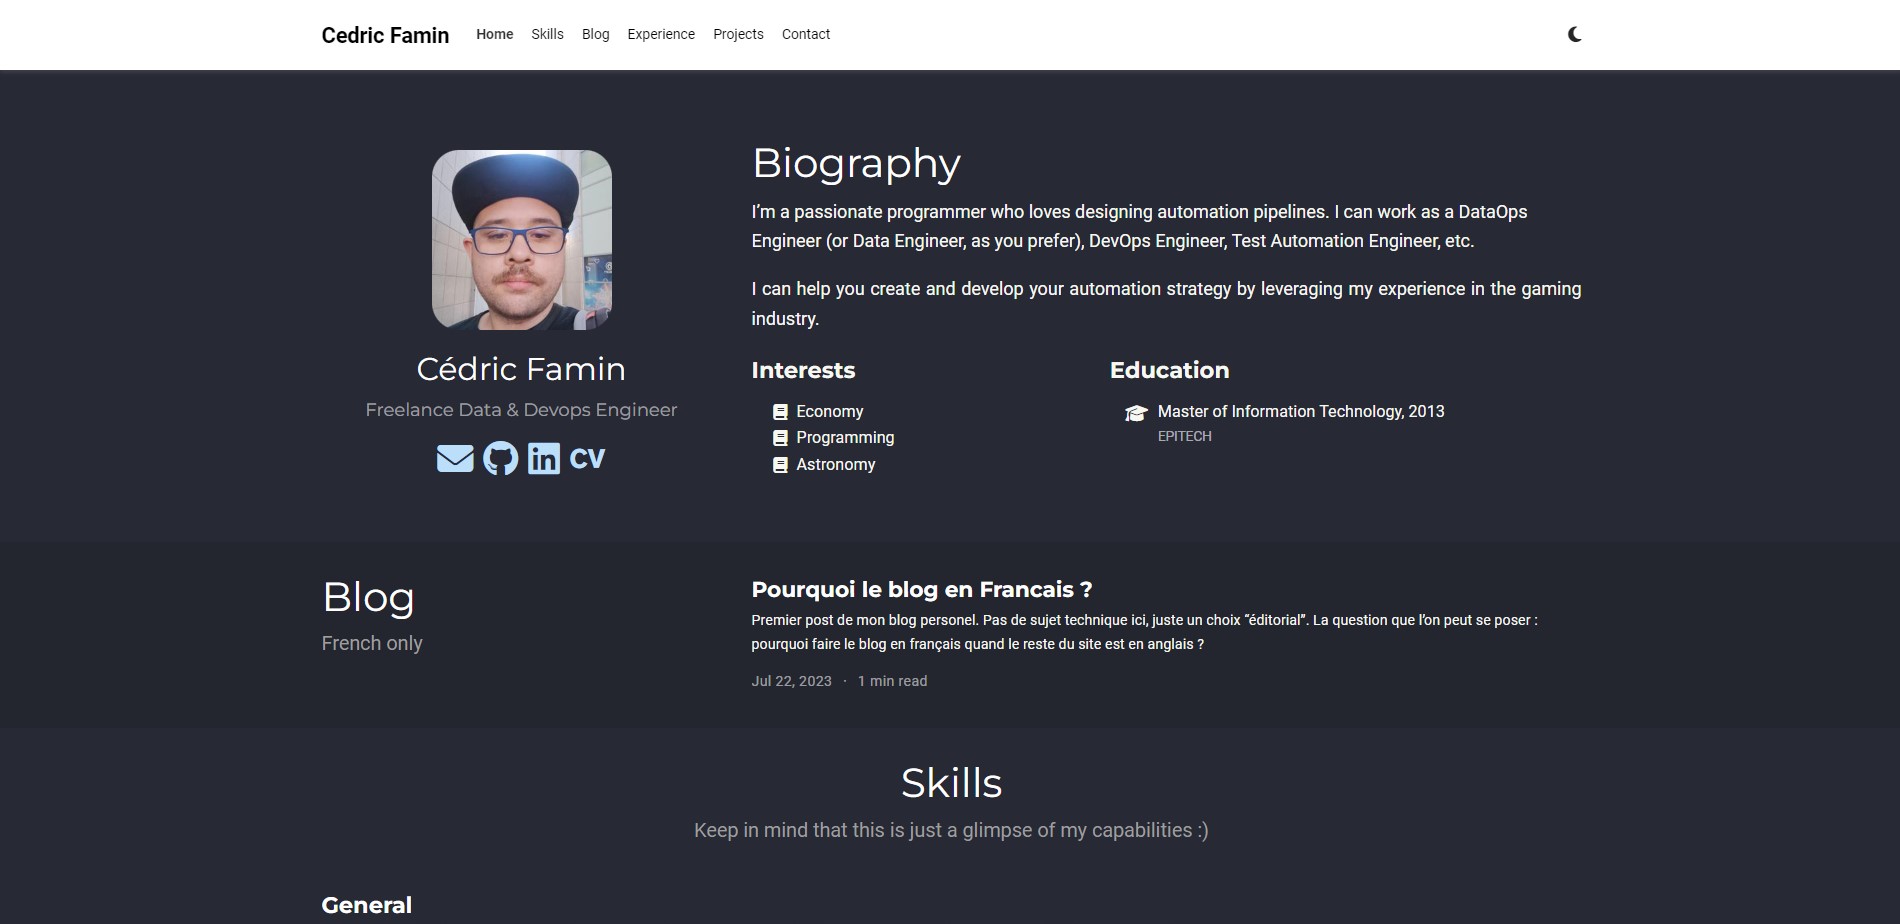 Cedric Famin
Home
Skills
Blog
Experience
Projects
Contact
Cédric Famin
Freelance Data & Devops Engineer
CV
Biography
I’m a passionate programmer who loves designing automation pipelines. I can work as a DataOps
Engineer (or Data Engineer, as you prefer), DevOps Engineer, Test Automation Engineer, etc.
I can help you create and develop your automation strategy by leveraging my experience in the gaming
industry.
Interests
Economy
Programming
Astronomy
Education
Master of Information Technology, 2013
EPITECH
Blog
French only
Pourquoi le blog en Francais ?
Premier post de mon blog personel. Pas de sujet technique ici, juste un choix “éditorial”. La question que l’on peut se poser :
pourquoi faire le blog en français quand le reste du site est en anglais ?
Jul 22, 2023 · 1 min read
Skills
Keep in mind that this is just a glimpse of my capabilities :)
General